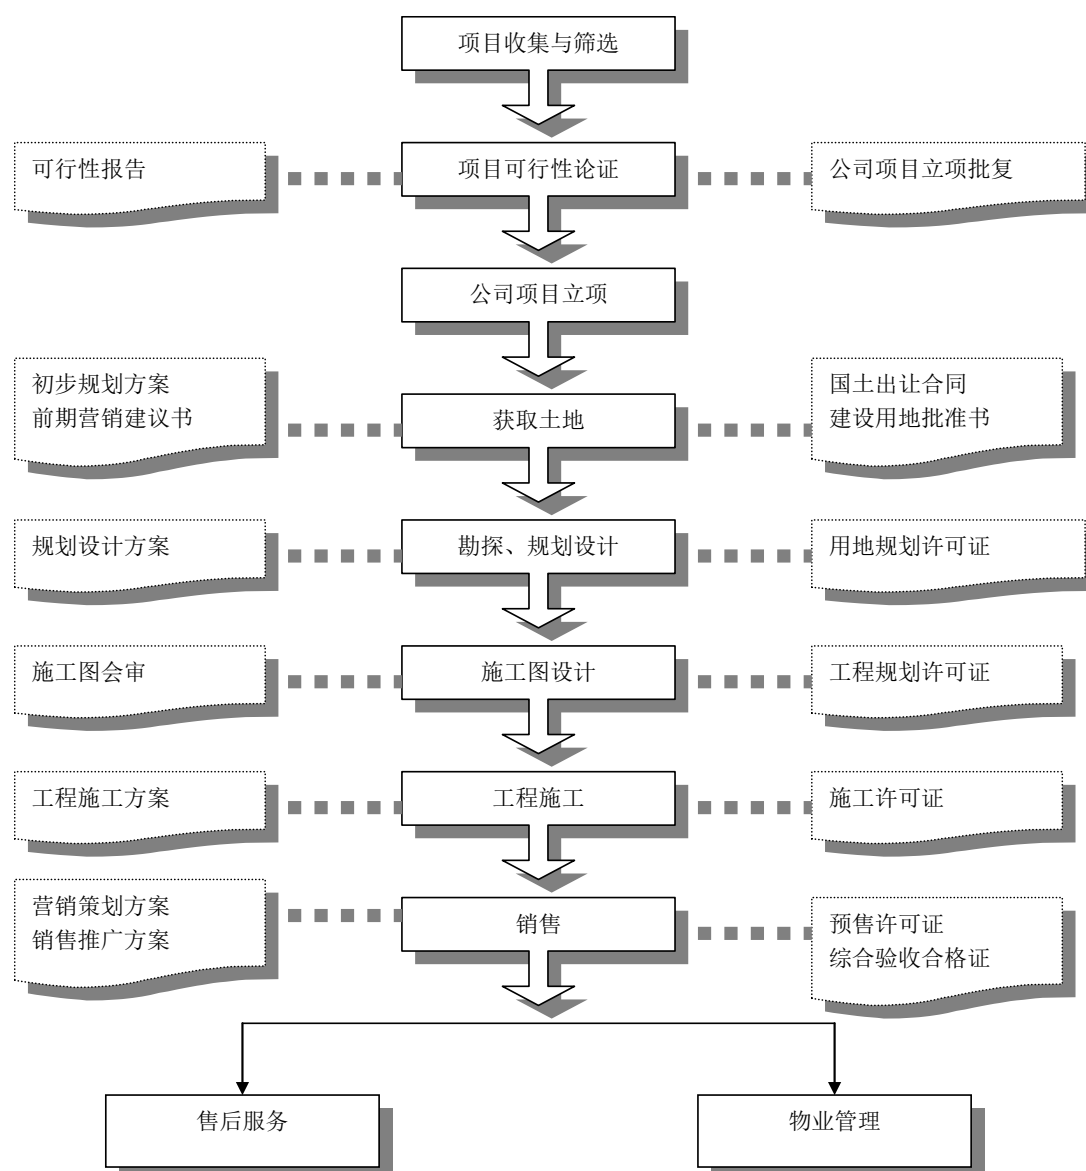 项目收集与筛选
可行性报告
项目可行性论证
公司项目立项批复
公司项目立项
初步规划方案
前期营销建议书
获取土地
国土出让合同
建设用地批准书
规划设计方案
勘探、规划设计
用地规划许可证
施工图会审
施工图设计
工程规划许可证
工程施工方案
工程施工
施工许可证
营销策划方案
销售推广方案
销售
预售许可证
综合验收合格证
售后服务
物业管理